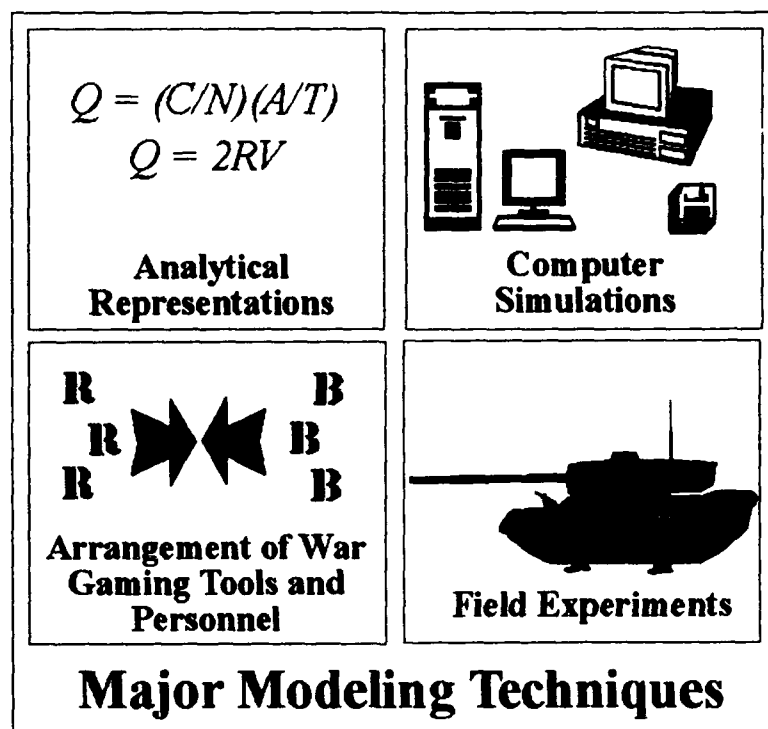 Q = (C/N)(A/T)
Q = 2RV
Analytical
Representations
Computer
Simulations
R B
R B
R B
Arrangement of War
Gaming Tools and
Personnel
Field Experiments
Major Modeling Techniques